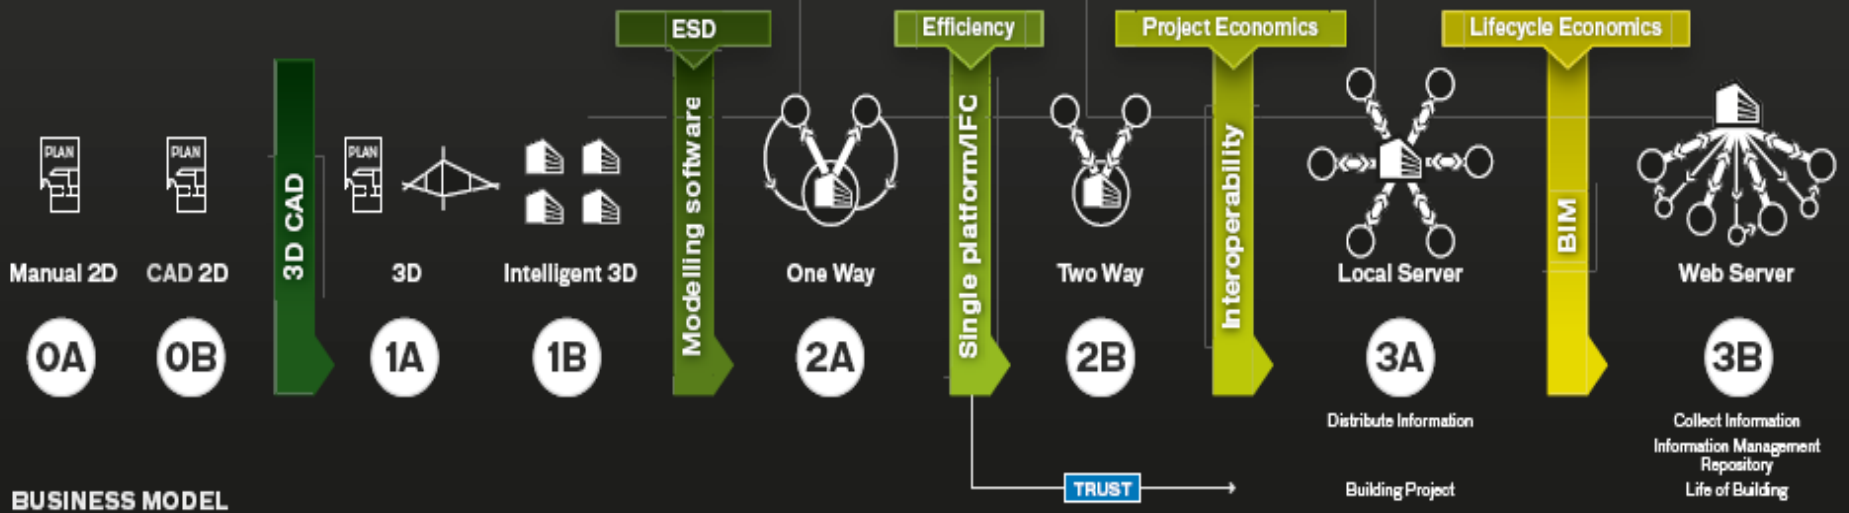 ESD
Efficiency
Project Economics
Lifecycle Economics
PLAN
PLAN
3D CAD
PLAN
Modelling software
Single platform/IFC
Interoperability
BIM
Manual 2D
CAD 2D
3D
Intelligent 3D
One Way
Two Way
Local Server
Web Server
0A
0B
1A
1B
2A
2B
3A
3B
Distribute Information
Collect Information
Information Management
Repository
TRUST
Building Project
Life of Building
BUSINESS MODEL